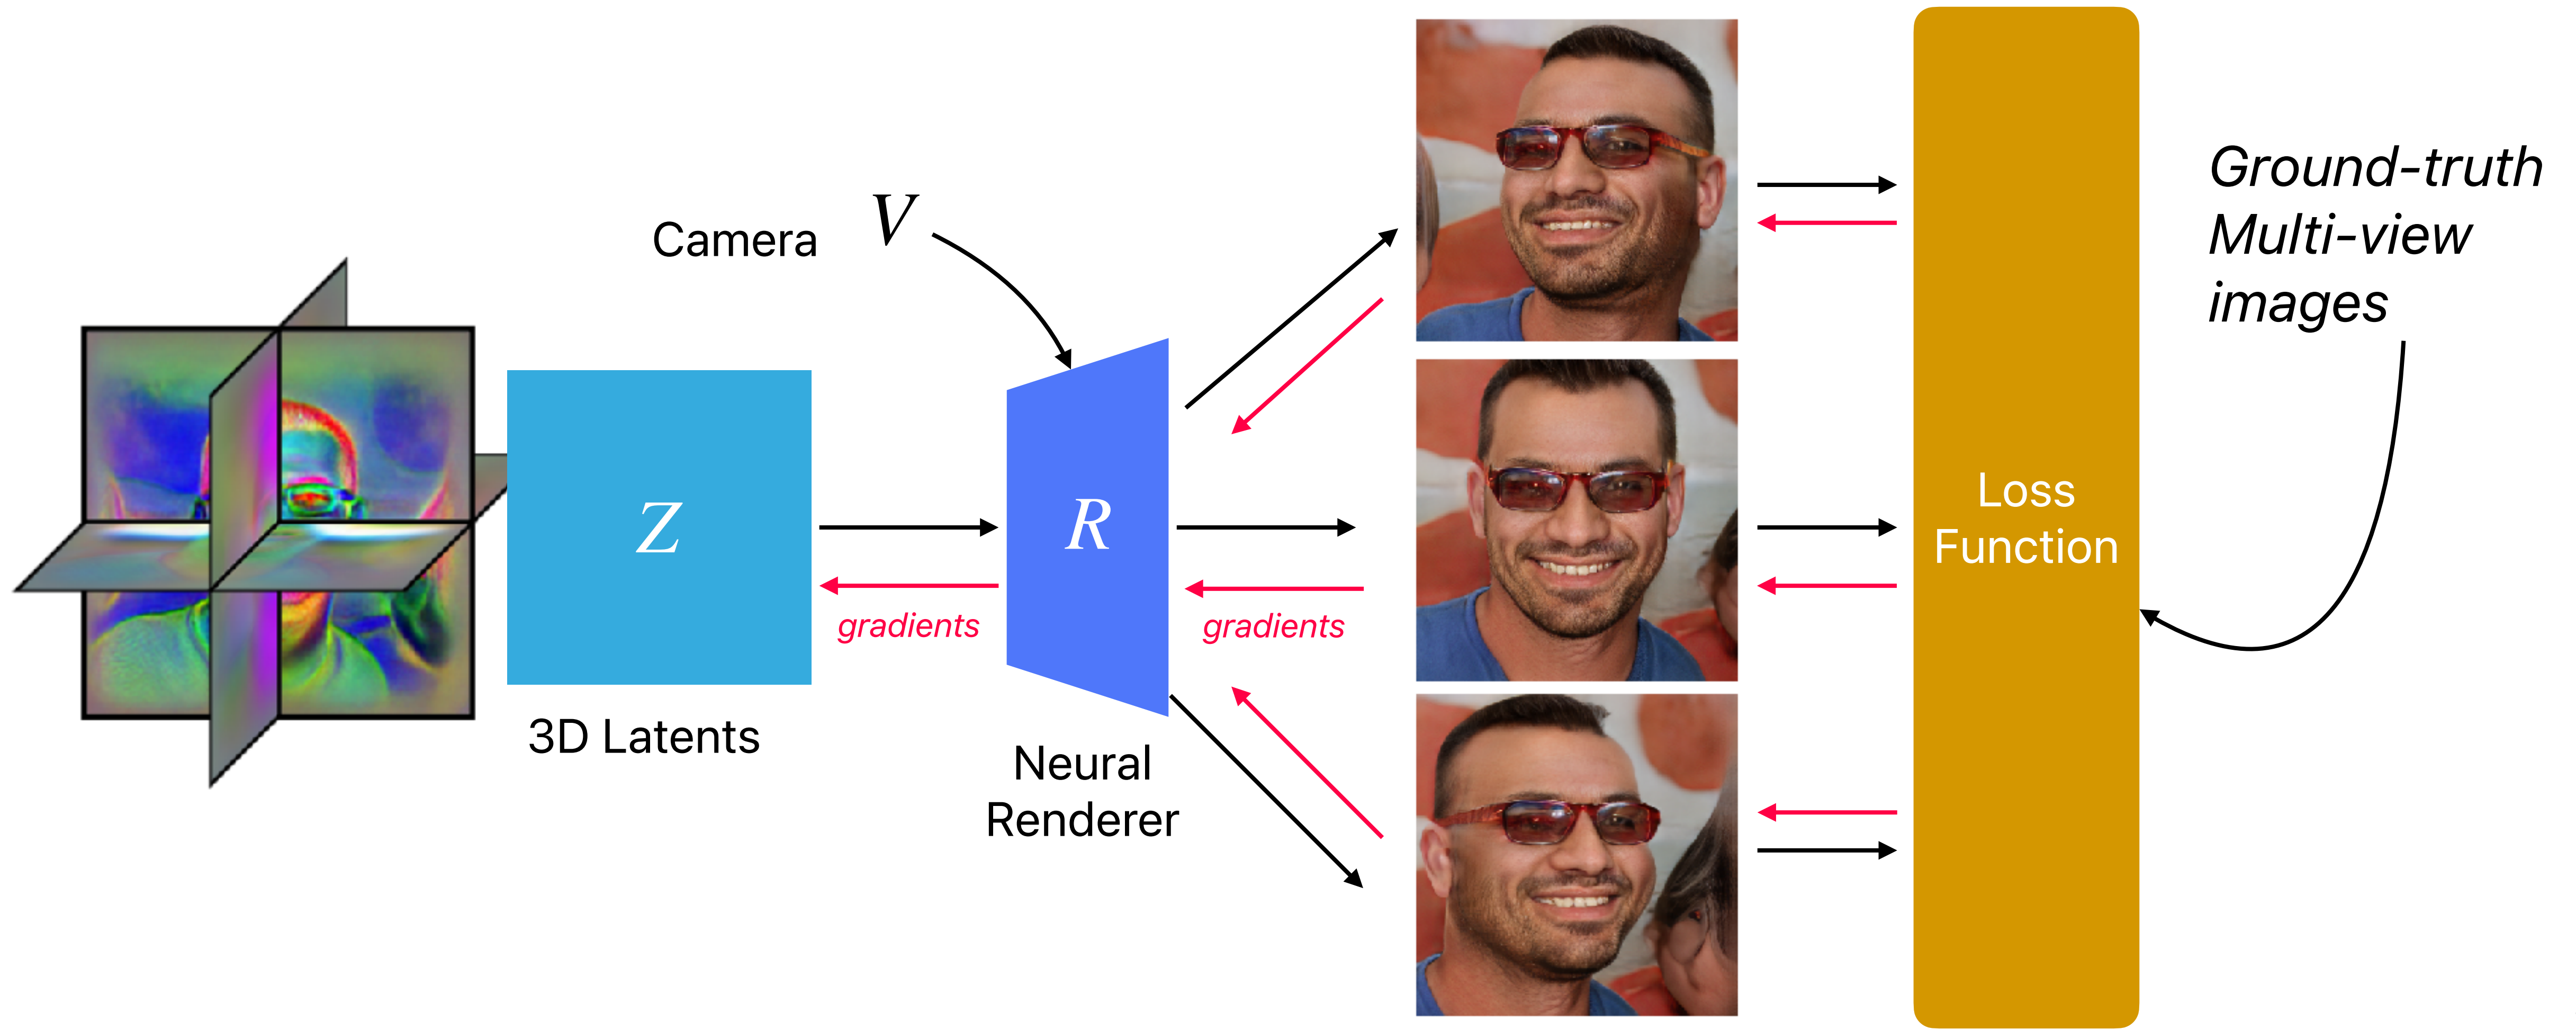 Camera V
Z
3D Latents
gradients
R
Neural
Renderer
gradients
Loss
Function
Ground-truth
Multi-view
images